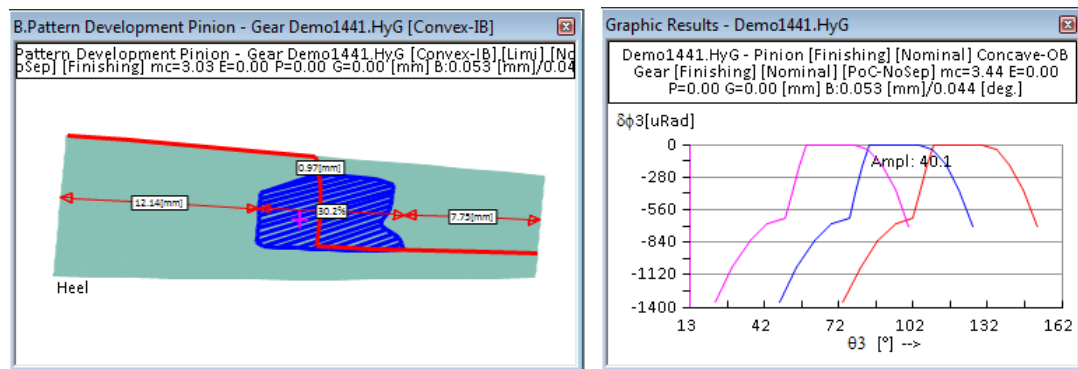 B.Pattern Development Pinion - Gear Demo1441.HyG [Convex-IB]
Pattern Development Pinion - Gear Demo1441.HyG [Convex-IB] [Limi] [No
oSep] [Finishing] mc=3.03 E=0.00 P=0.00 G=0.00 [mm] B:0.053 [mm]/0.04
0.97[mm]
12.14[mm]
30.2%
7.75[mm]
Heel
Graphic Results - Demo1441.HyG
Demo1441.HyG - Pinion [Finishing] [Nominal] Concave-OB
Gear [Finishing] [Nominal] [PoC-NoSep] mc=3.44 E=0.00
P=0.00 G=0.00 [mm] B:0.053 [mm]/0.044 [deg.]
δϕ3[uRad]
0
Ampl: 40.1
-280
-560
-840
-1120
-1400
13 42 72 102 132 162
θ3 [°] -->